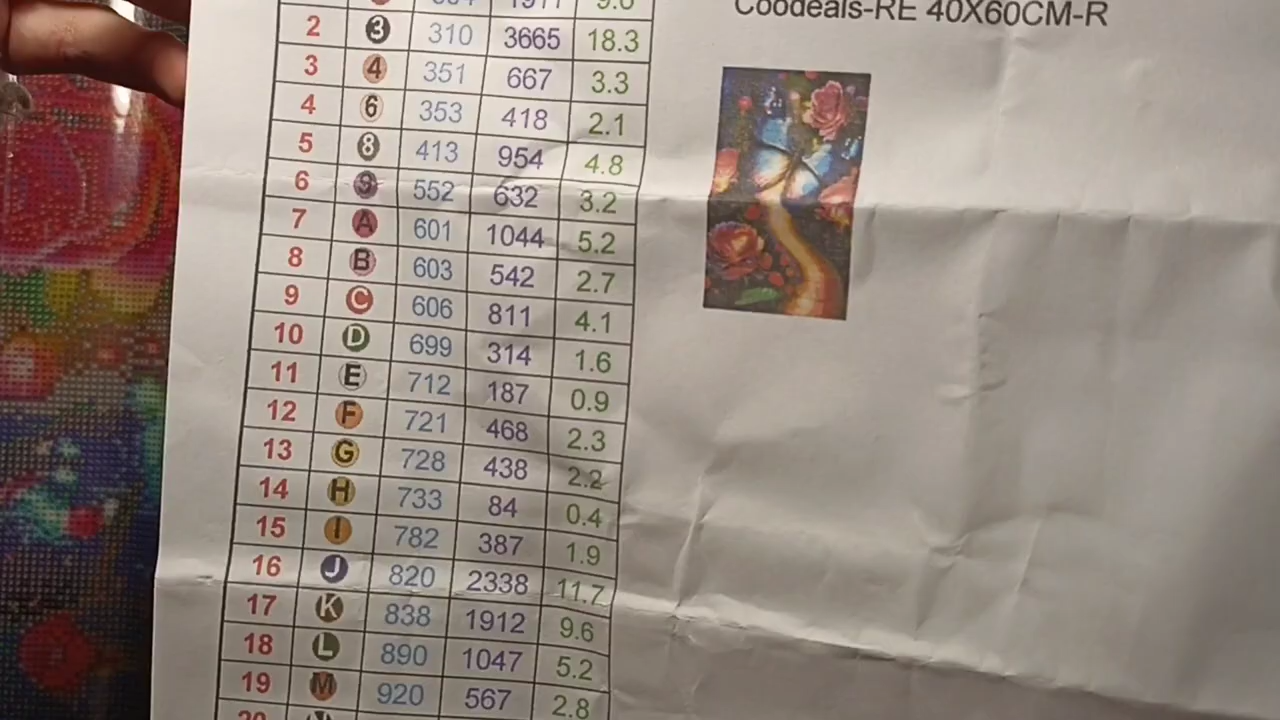 Coodeals-RE 40X60CM-R
2 3 310 3665 18.3
3 4 351 667 3.3
4 6 353 418 2.1
5 8 413 954 4.8
6 9 552 632 3.2
7 A 601 1044 5.2
8 B 603 542 2.7
9 C 606 811 4.1
10 D 699 314 1.6
11 E 712 187 0.9
12 F 721 468 2.3
13 G 728 438 2.2
14 H 733 84 0.4
15 I 782 387 1.9
16 J 820 2338 11.7
17 K 838 1912 9.6
18 L 890 1047 5.2
19 M 920 567 2.8